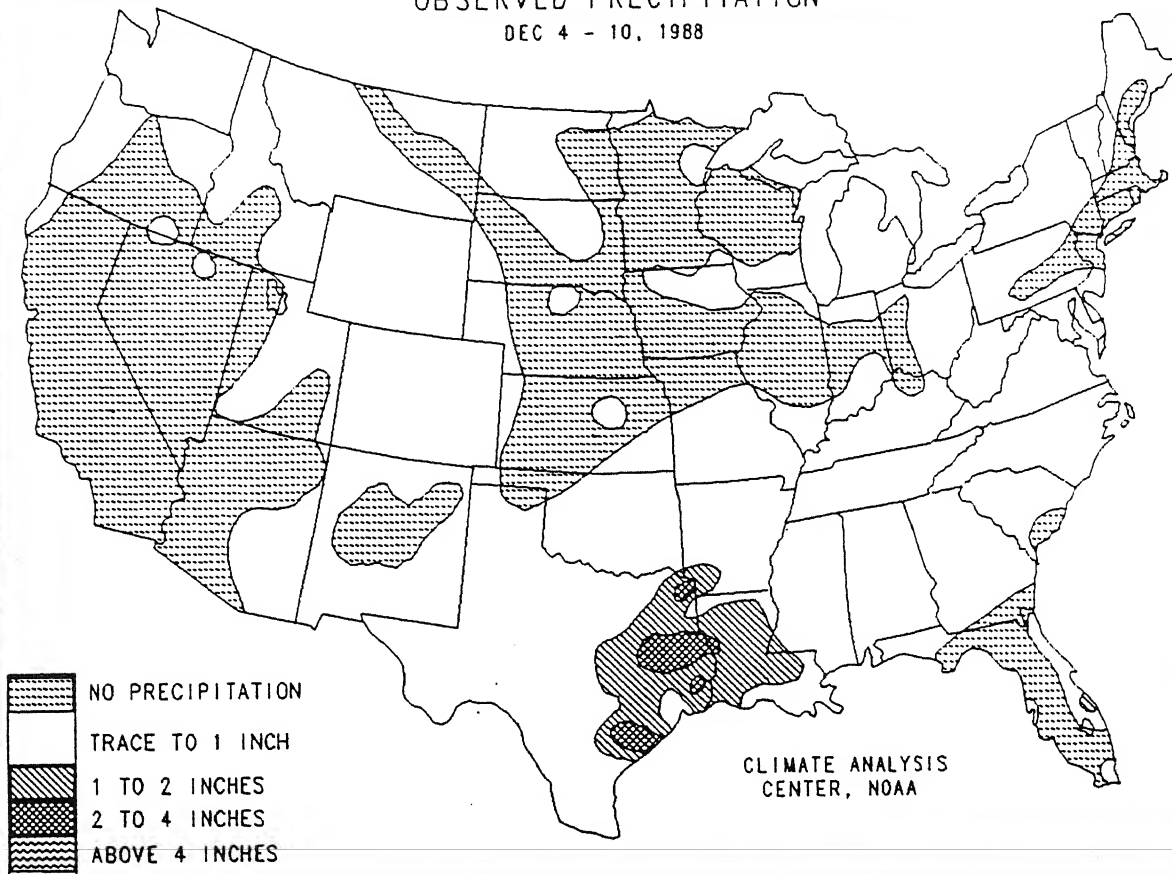 OBSERVED PRECIPITATION
DEC 4 - 10, 1988
NO PRECIPITATION
TRACE TO 1 INCH
1 TO 2 INCHES
2 TO 4 INCHES
ABOVE 4 INCHES
CLIMATE ANALYSIS
CENTER, NOAA